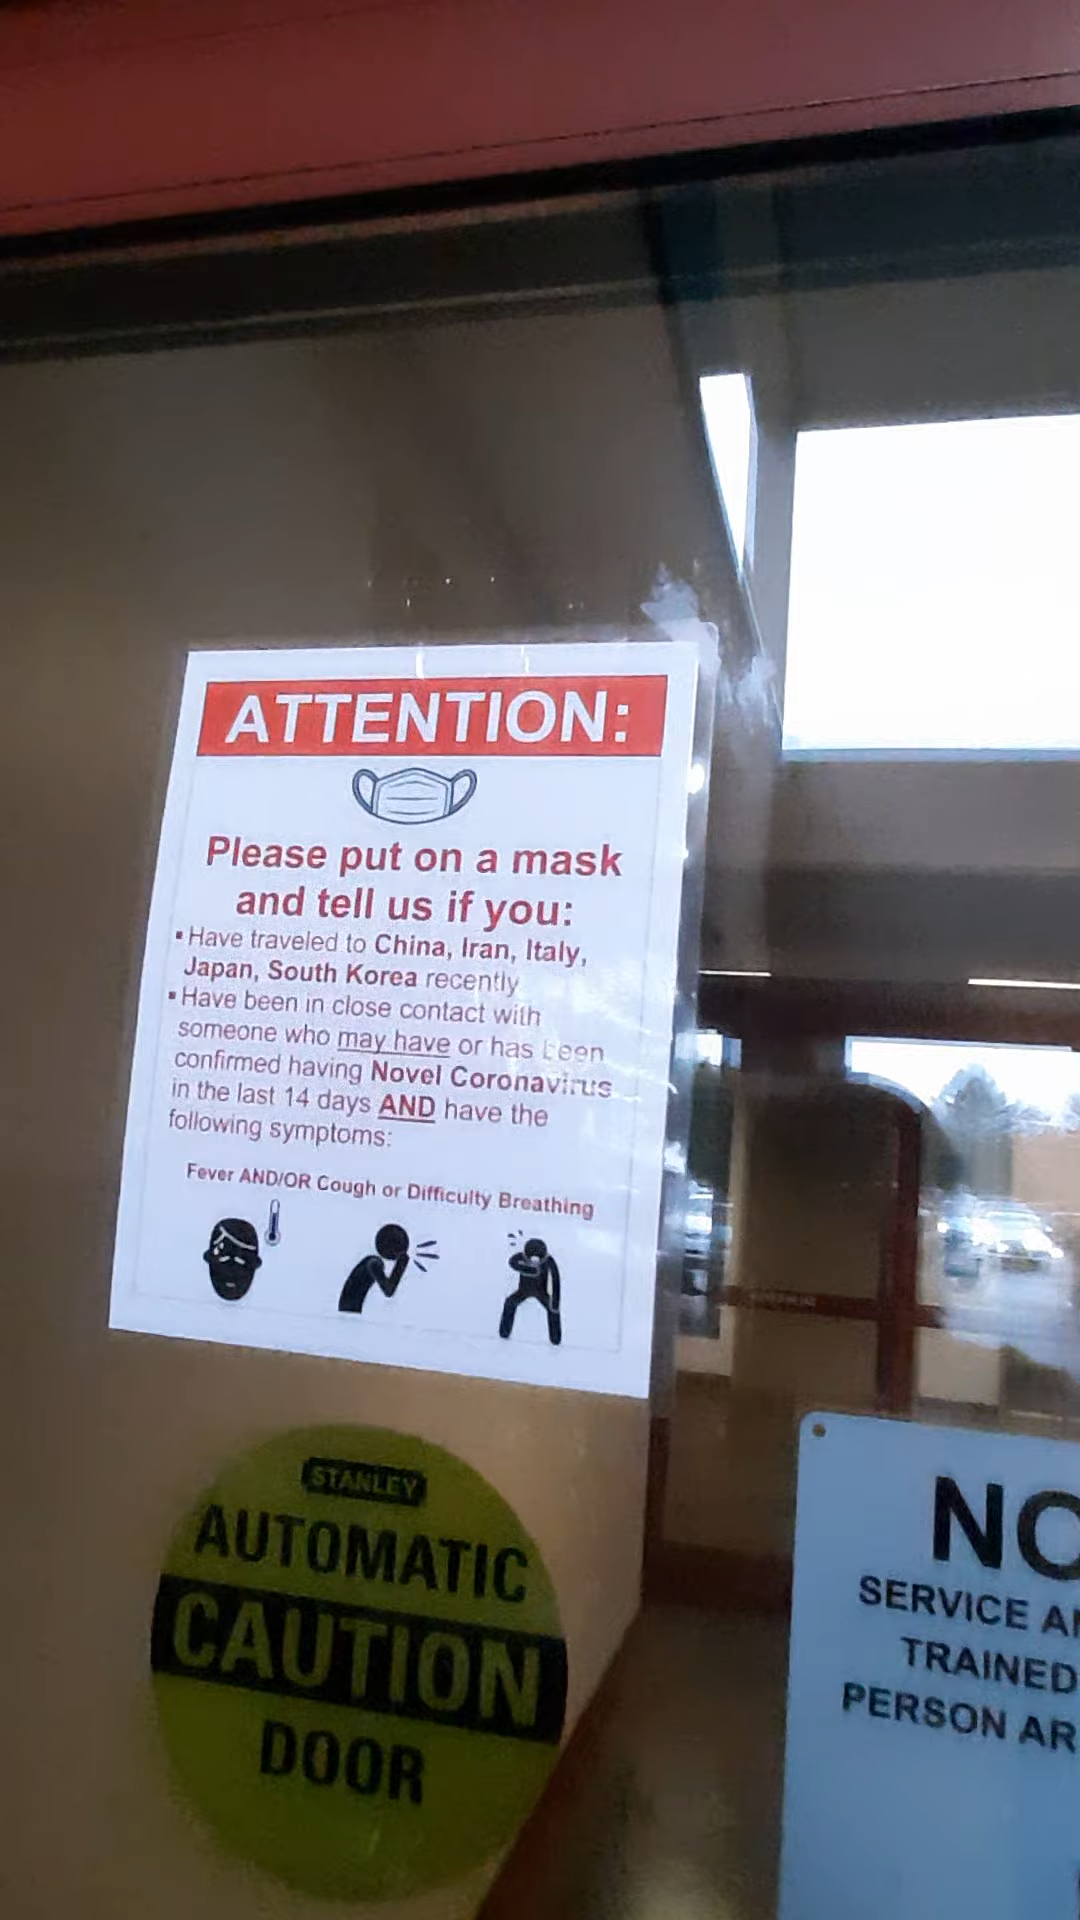 ATTENTION:
Please put on a mask
and tell us if you:
▪ Have traveled to China, Iran, Italy,
Japan, South Korea recently
▪ Have been in close contact with
someone who may have or has been
confirmed having Novel Coronavirus
in the last 14 days AND have the
following symptoms:
Fever AND/OR Cough or Difficulty Breathing
STANLEY
AUTOMATIC
CAUTION
DOOR
NO
SERVICE
TRAINED
PERSON AR